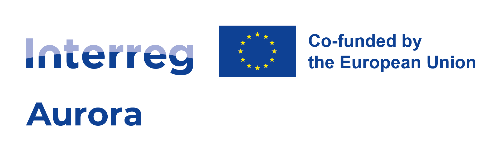 Interreg
Co-funded by
the European Union
Aurora